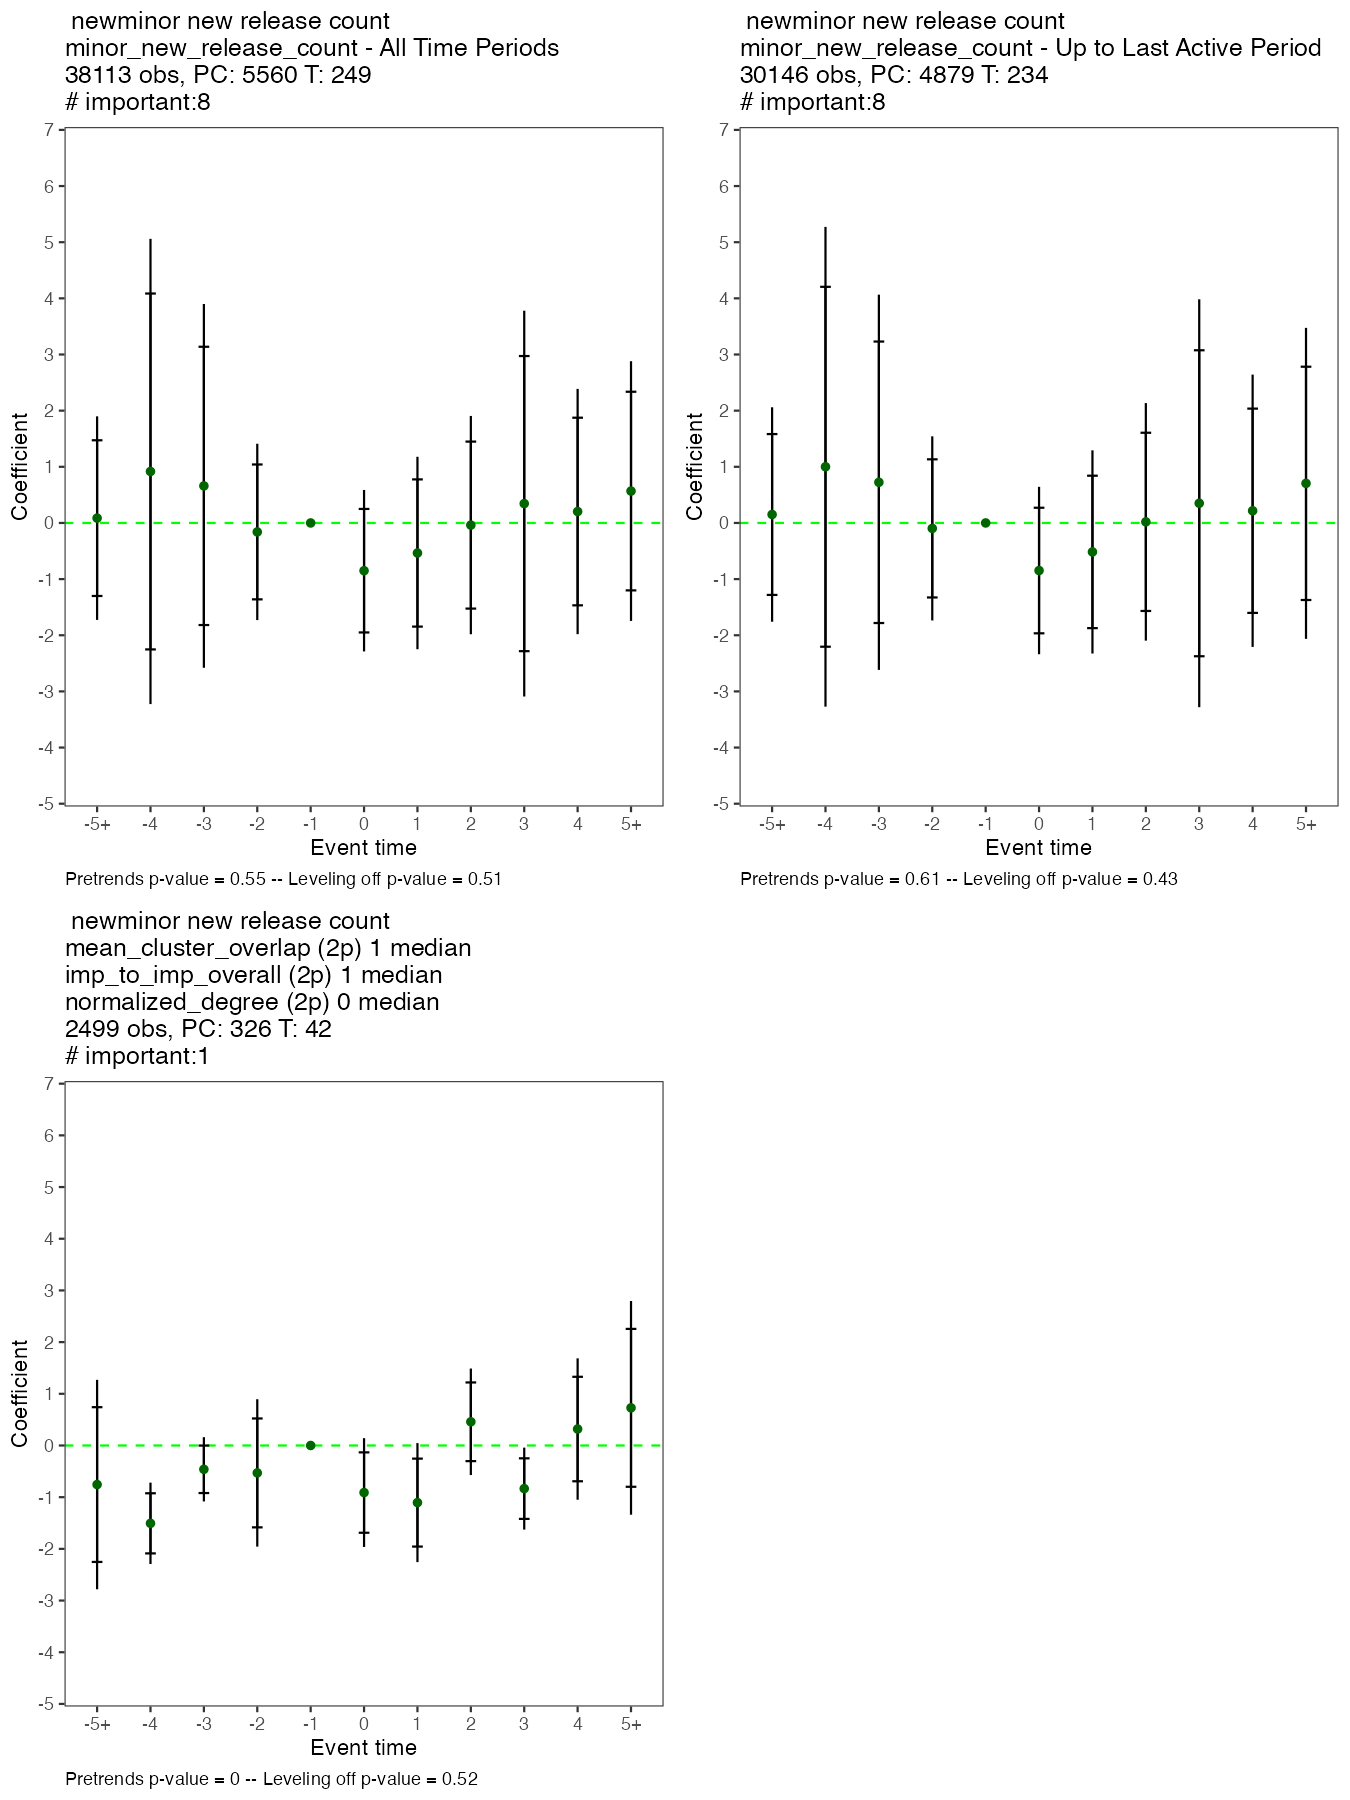 newminor new release count
minor_new_release_count - All Time Periods
38113 obs, PC: 5560 T: 249
# important:8
7
6
5
4
3
2
1
0
-1
-2
-3
-4
-5
Coefficient
-5+ -4 -3 -2 -1 0 1 2 3 4 5+
Event time
Pretrends p-value = 0.55 -- Leveling off p-value = 0.51
newminor new release count
minor_new_release_count - Up to Last Active Period
30146 obs, PC: 4879 T: 234
# important:8
7
6
5
4
3
2
1
0
-1
-2
-3
-4
-5
Coefficient
-5+ -4 -3 -2 -1 0 1 2 3 4 5+
Event time
Pretrends p-value = 0.61 -- Leveling off p-value = 0.43
newminor new release count
mean_cluster_overlap (2p) 1 median
imp_to_imp_overall (2p) 1 median
normalized_degree (2p) 0 median
2499 obs, PC: 326 T: 42
# important:1
7
6
5
4
3
2
1
0
-1
-2
-3
-4
-5
Coefficient
-5+ -4 -3 -2 -1 0 1 2 3 4 5+
Event time
Pretrends p-value = 0 -- Leveling off p-value = 0.52